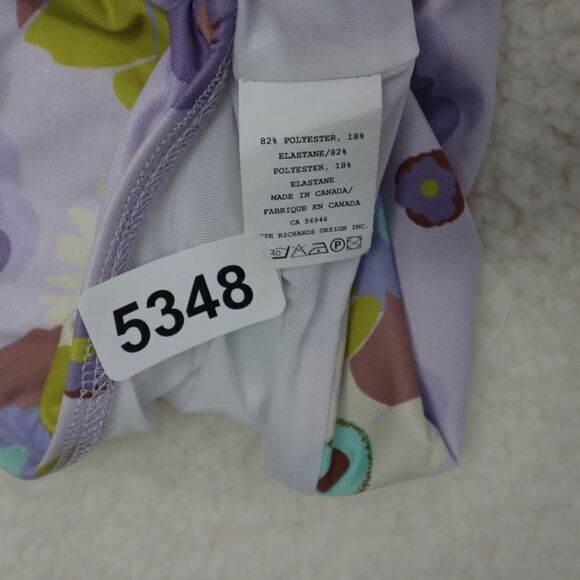 82% POLYESTER, 18%
ELASTANE/82%
POLYESTER, 18%
ELASTANE
MADE IN CANADA/
FABRIQUE EN CANADA
CA 56946
RICHARDS DESIGN INC.
40 P
5348